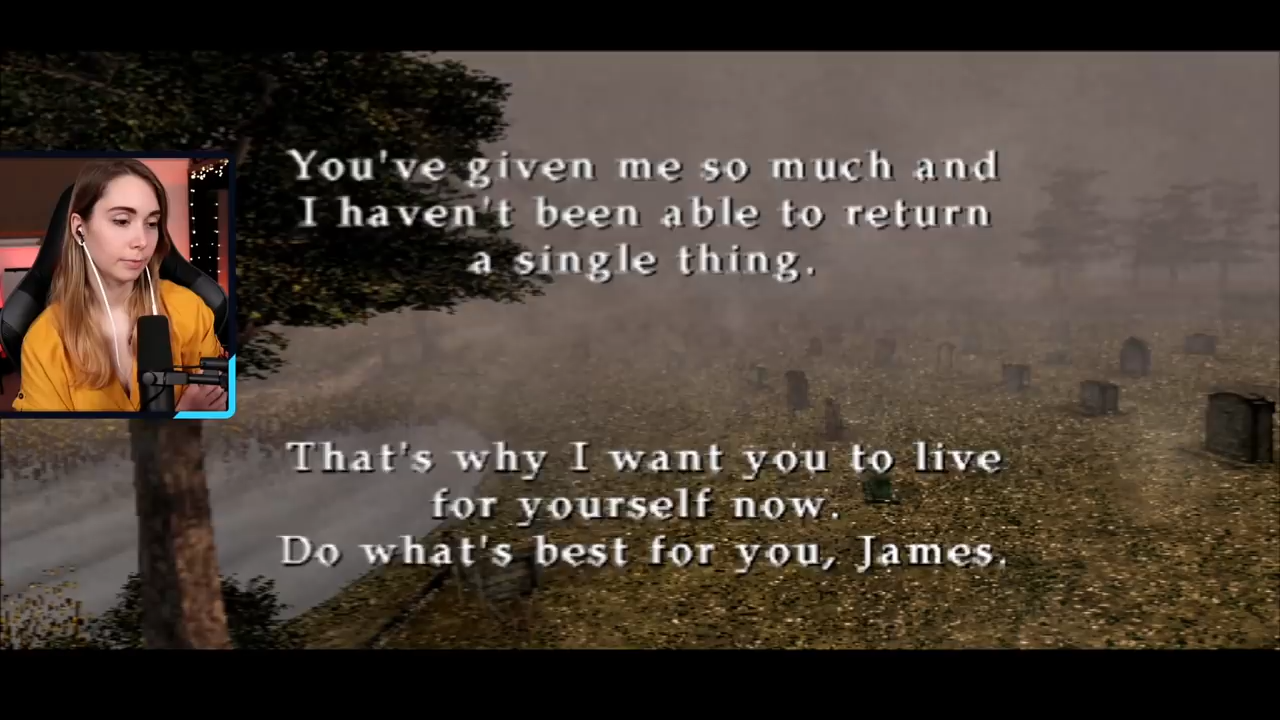 You've given me so much and
I haven't been able to return
a single thing.
That's why I want you to live
for yourself now.
Do what's best for you, James.